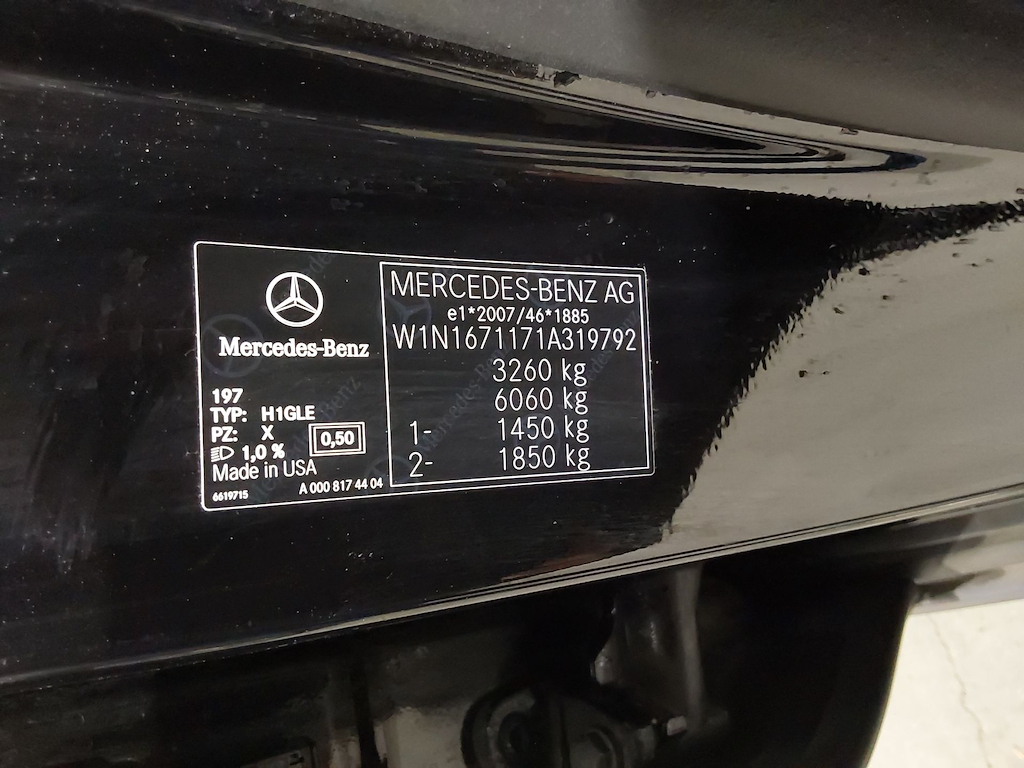 Mercedes-Benz
197
TYP: H1GLE
PZ: X
1,0 %
0,50
Made in USA
6619715
A 000 817 44 04
MERCEDES-BENZ AG
e1*2007/46*1885
W1N1671171A319792
3260 kg
6060 kg
1- 1450 kg
2- 1850 kg